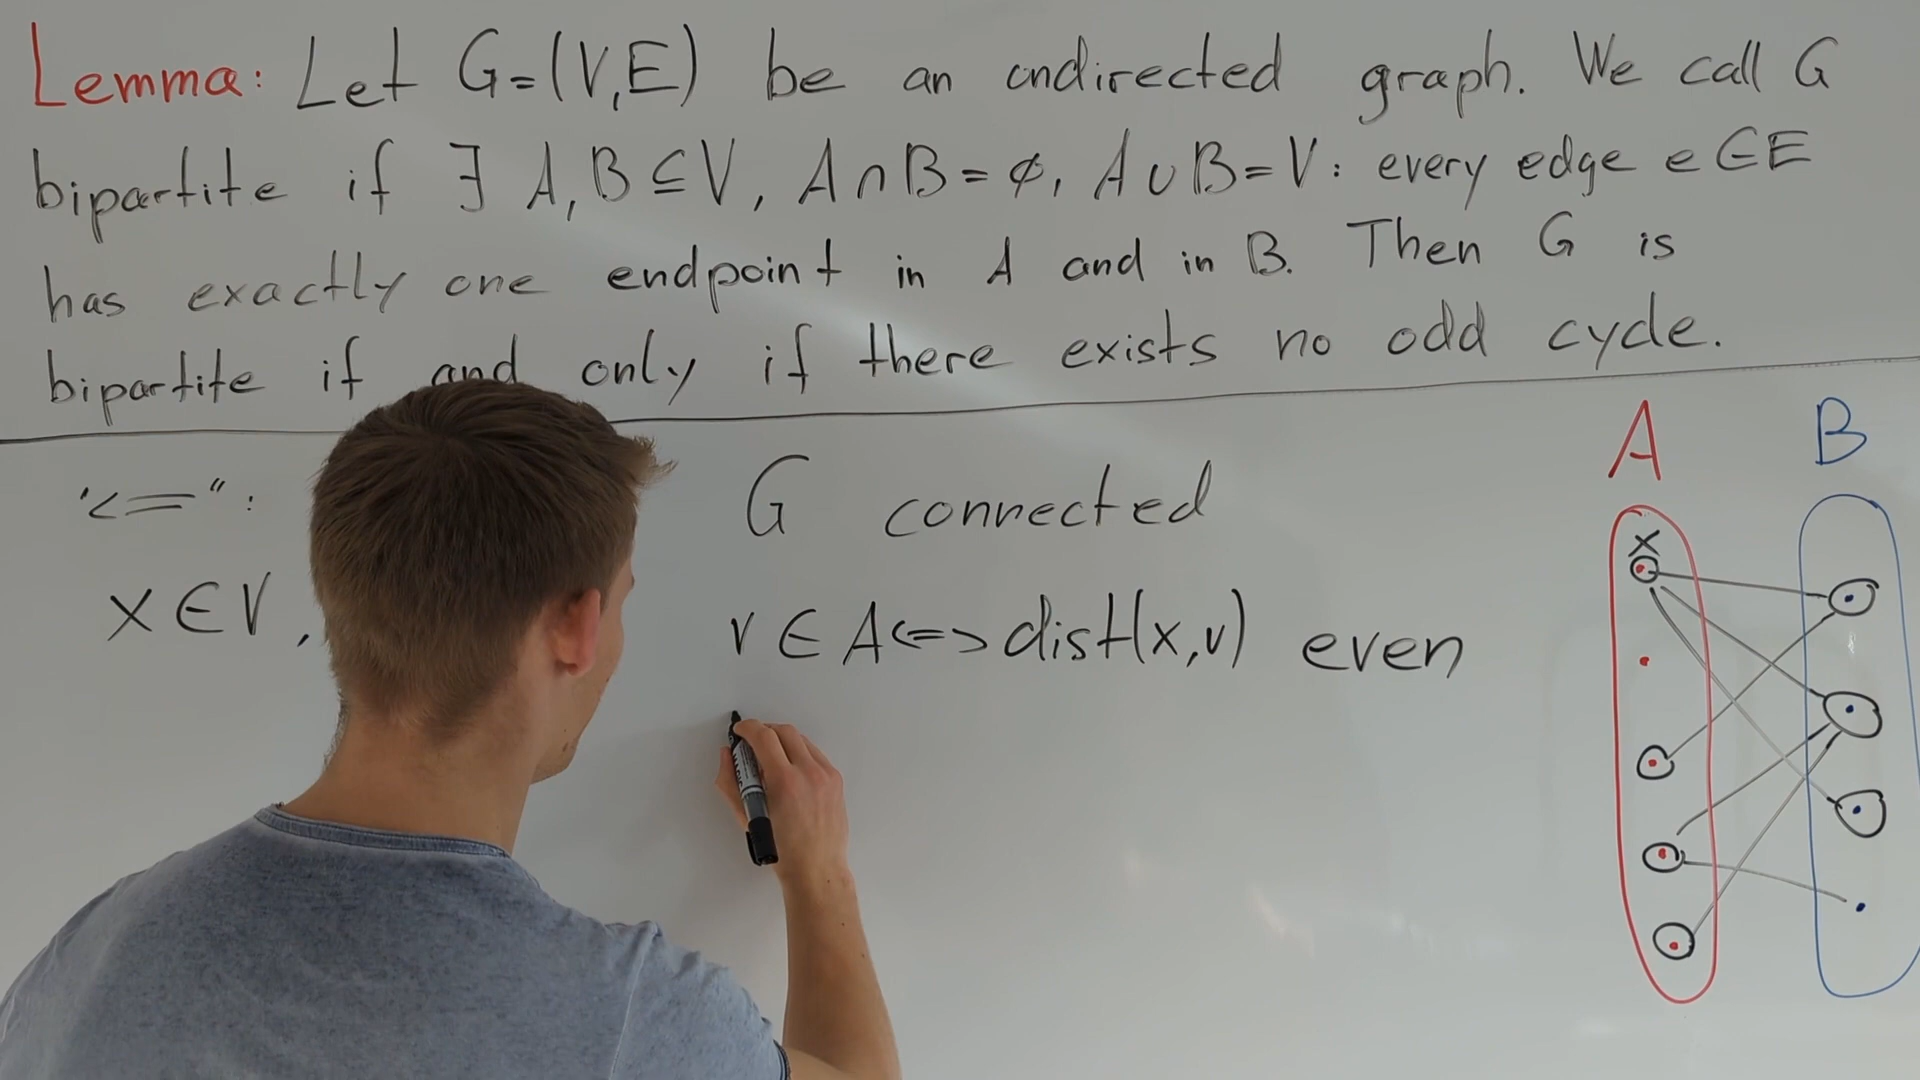 Lemma: Let G=(V,E) be an undirected graph. We call G
bipartite if ∃ A,B⊆V, A∩B=∅, A∪B=V: every edge e∈E
has exactly one endpoint in A and in B. Then G is
bipartite if and only if there exists no odd cycle.
A B
"<=": G connected
x
x∈V, v∈A<=>dist(x,v) even